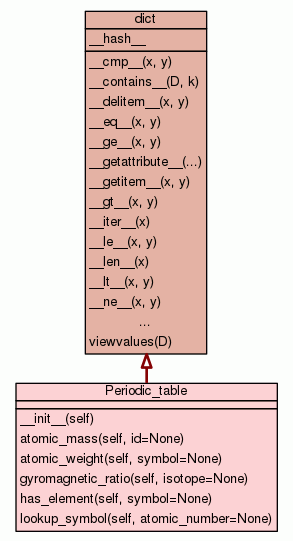 dict
__hash__
__cmp__(x, y)
__contains__(D, k)
__delitem__(x, y)
__eq__(x, y)
__ge__(x, y)
__getattribute__(...)
__getitem__(x, y)
__gt__(x, y)
__iter__(x)
__le__(x, y)
__len__(x)
__lt__(x, y)
__ne__(x, y)
...
viewvalues(D)
Periodic_table
__init__(self)
atomic_mass(self, id=None)
atomic_weight(self, symbol=None)
gyromagnetic_ratio(self, isotope=None)
has_element(self, symbol=None)
lookup_symbol(self, atomic_number=None)